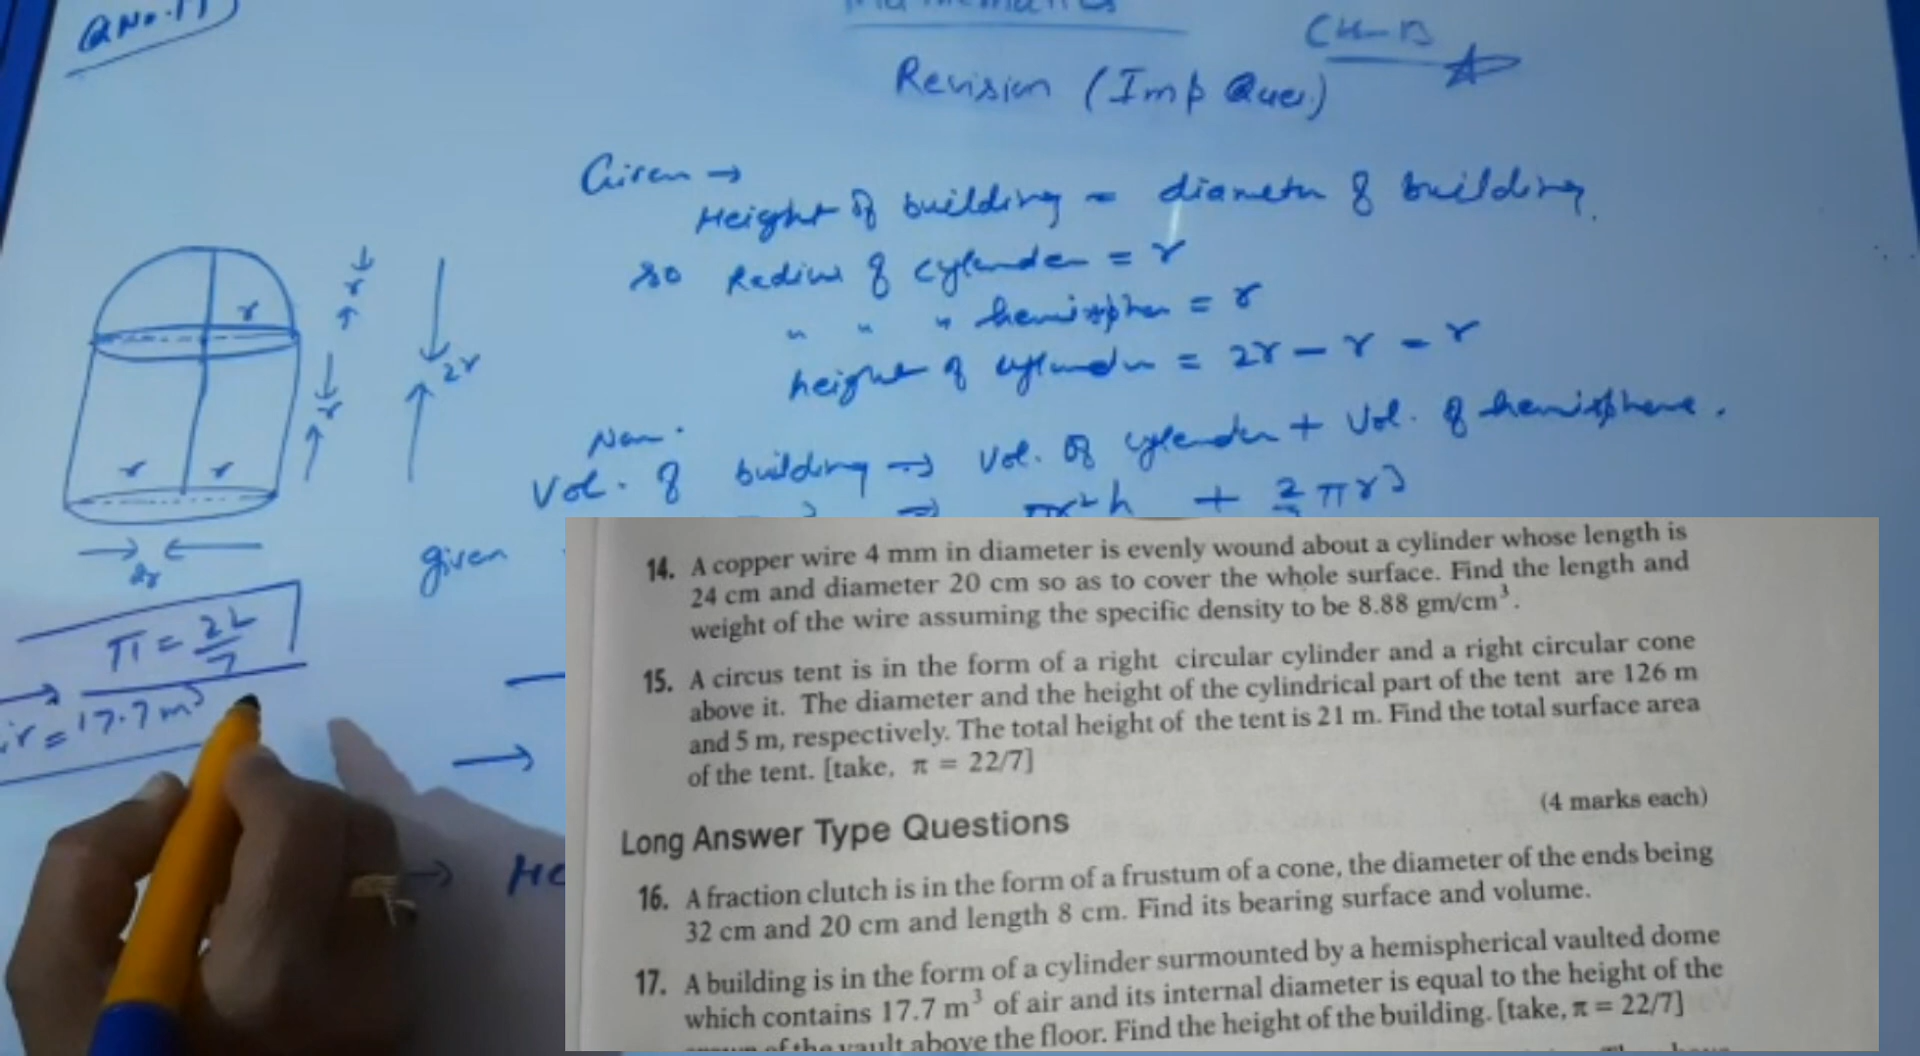 QNo.17)
Mathematics
CH-13
Revision (Imp Ques.)
Given →
Height of building = diameter of building.
so Radius of cylinder = r
" " " hemisphere = r
height of cylinder = 2r - r = r
Now.
Vol. of building → Vol. of cylinder + Vol. of hemisphere.
→ πr²h + 2/3 πr³
r
r
r
2r
r r
2r
given
π = 22/7
air = 17.7 m³
14. A copper wire 4 mm in diameter is evenly wound about a cylinder whose length is
24 cm and diameter 20 cm so as to cover the whole surface. Find the length and
weight of the wire assuming the specific density to be 8.88 gm/cm³.
15. A circus tent is in the form of a right circular cylinder and a right circular cone
above it. The diameter and the height of the cylindrical part of the tent are 126 m
and 5 m, respectively. The total height of the tent is 21 m. Find the total surface area
of the tent. [take, π = 22/7]
(4 marks each)
Long Answer Type Questions
16. A fraction clutch is in the form of a frustum of a cone, the diameter of the ends being
32 cm and 20 cm and length 8 cm. Find its bearing surface and volume.
17. A building is in the form of a cylinder surmounted by a hemispherical vaulted dome
which contains 17.7 m³ of air and its internal diameter is equal to the height of the
of the vault above the floor. Find the height of the building. [take, π = 22/7]